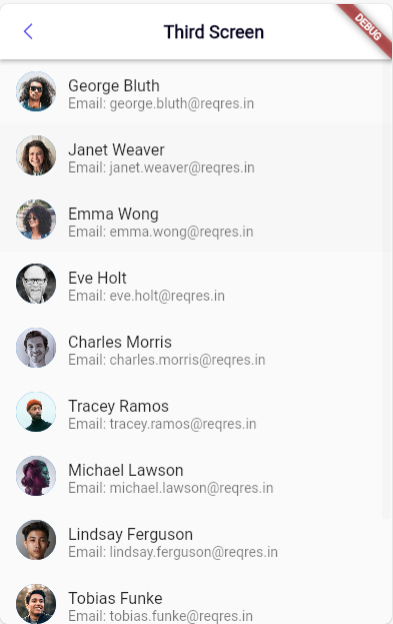 Third Screen
DEBUG
George Bluth
Email: george.bluth@reqres.in
Janet Weaver
Email: janet.weaver@reqres.in
Emma Wong
Email: emma.wong@reqres.in
Eve Holt
Email: eve.holt@reqres.in
Charles Morris
Email: charles.morris@reqres.in
Tracey Ramos
Email: tracey.ramos@reqres.in
Michael Lawson
Email: michael.lawson@reqres.in
Lindsay Ferguson
Email: lindsay.ferguson@reqres.in
Tobias Funke
Email: tobias.funke@reqres.in